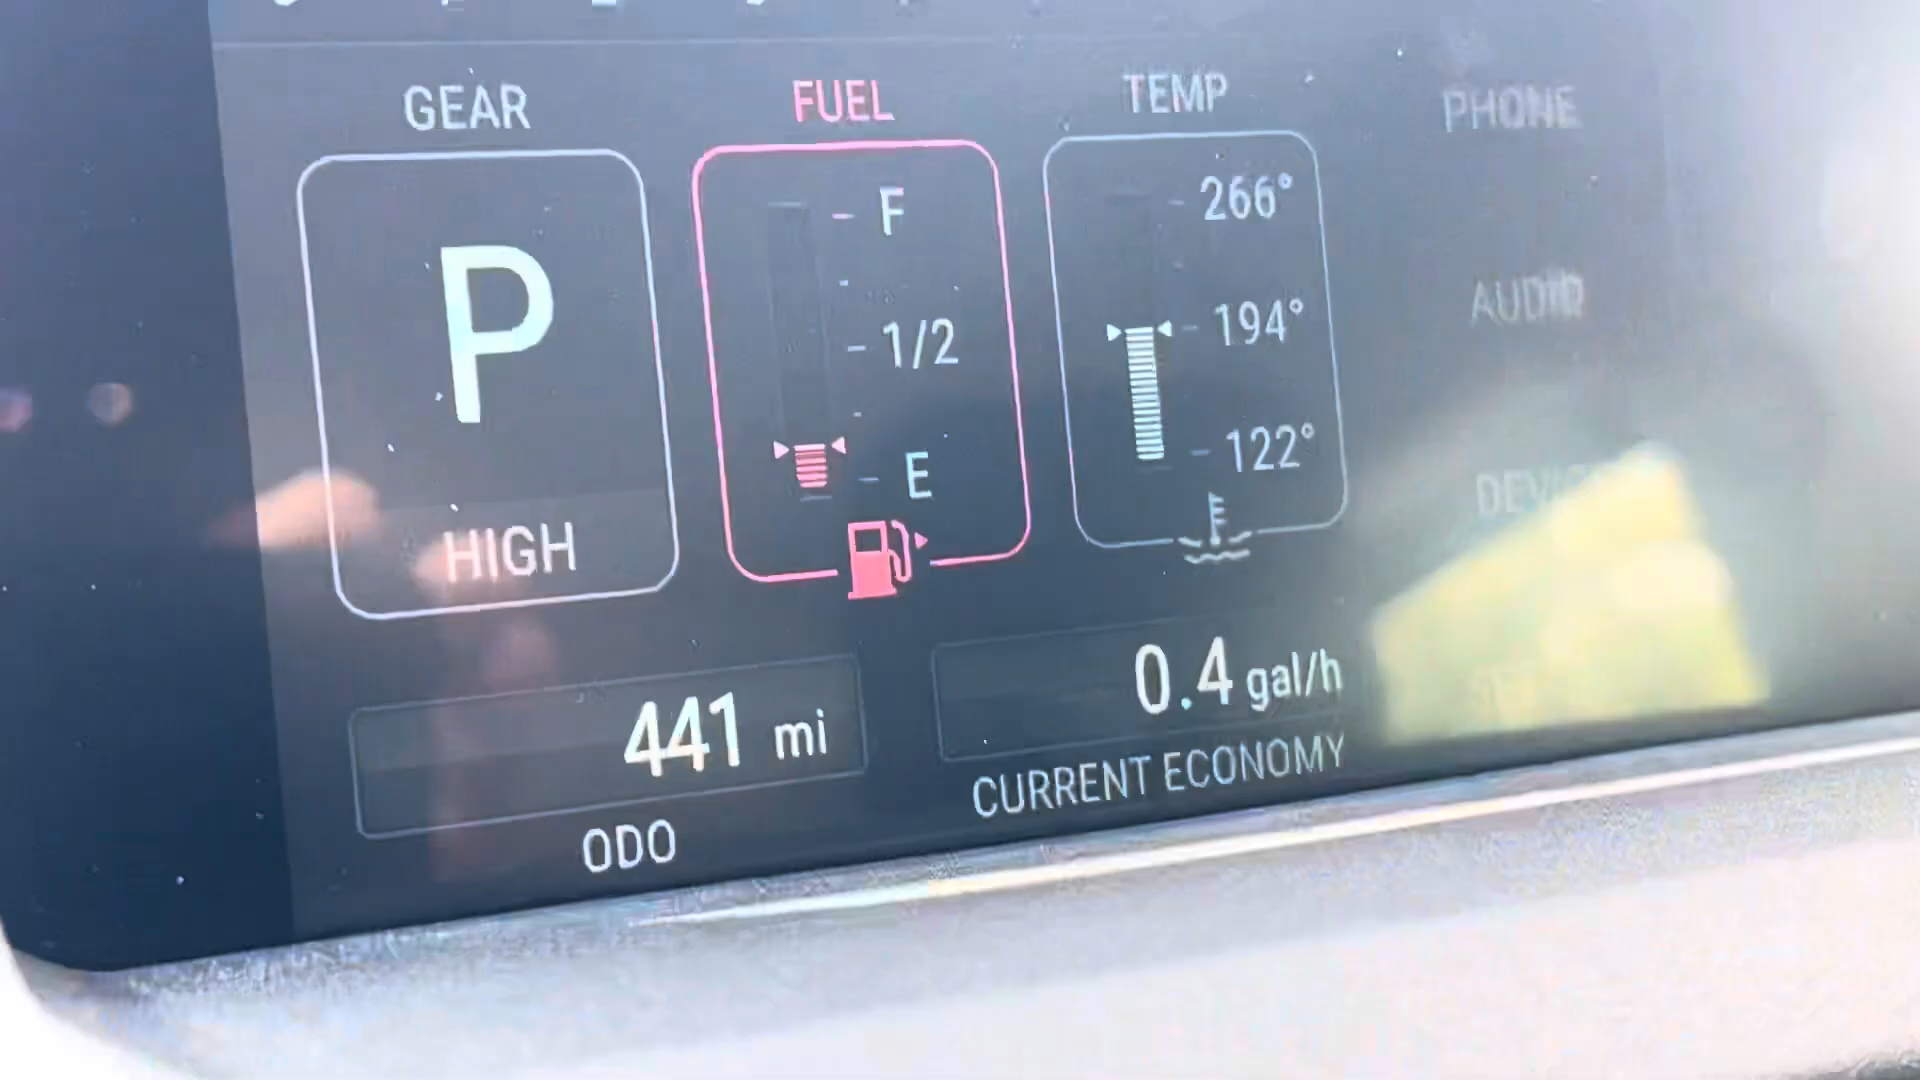 GEAR FUEL TEMP PHONE
P F 266°
1/2 194° AUDIO
E 122°
HIGH
441 mi 0.4 gal/h
ODO CURRENT ECONOMY